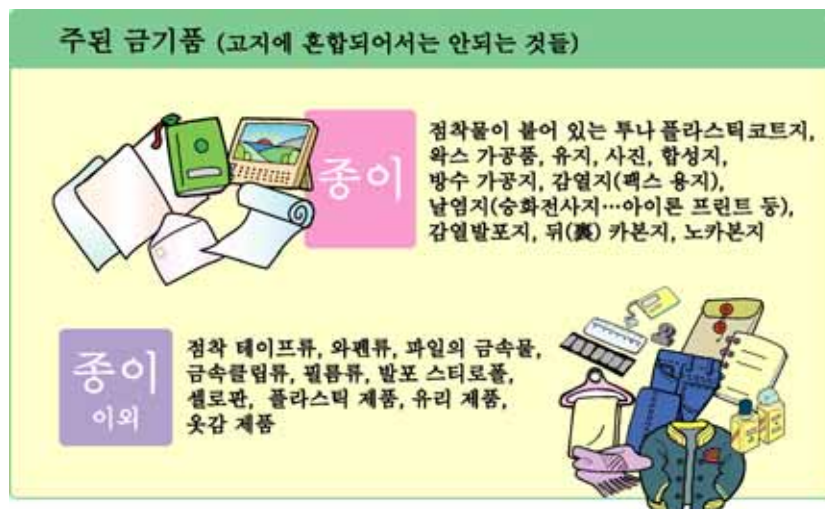 주된 금기품 (고지에 혼합되어서는 안되는 것들)
종이
점착물이 붙어 있는 투나 플라스틱코트지,
왁스 가공품, 유지, 사진, 합성지,
방수 가공지, 감열지(팩스 용지),
날염지(승화전사지…아이론 프린트 등),
감열발포지, 뒤(裏) 카본지, 노카본지
종이
이외
점착 테이프류, 와펜류, 파일의 금속물,
금속클립류, 필름류, 발포 스티로폴,
셀로판, 플라스틱 제품, 유리 제품,
옷감 제품